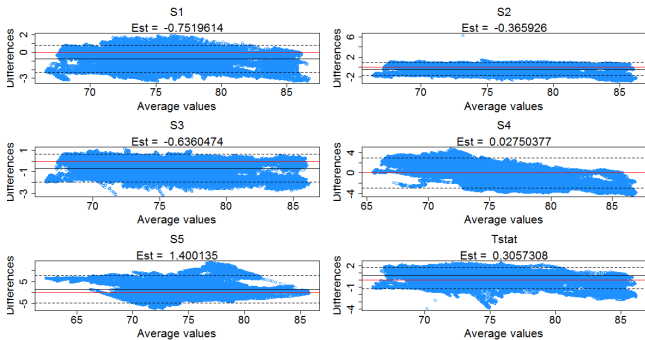 S1
Est = -0.7519614
Differences
2
0
-3
70
75
80
85
Average values
S2
Est = -0.365926
Differences
6
2
-2
70
75
80
85
Average values
S3
Est = -0.6360474
Differences
1
-1
-3
70
75
80
85
Average values
S4
Est = 0.02750377
Differences
4
0
-4
65
70
75
80
85
Average values
S5
Est = 1.400135
Differences
5
-5
65
70
75
80
85
Average values
Tstat
Est = 0.3057308
Differences
2
-1
-4
70
75
80
85
Average values